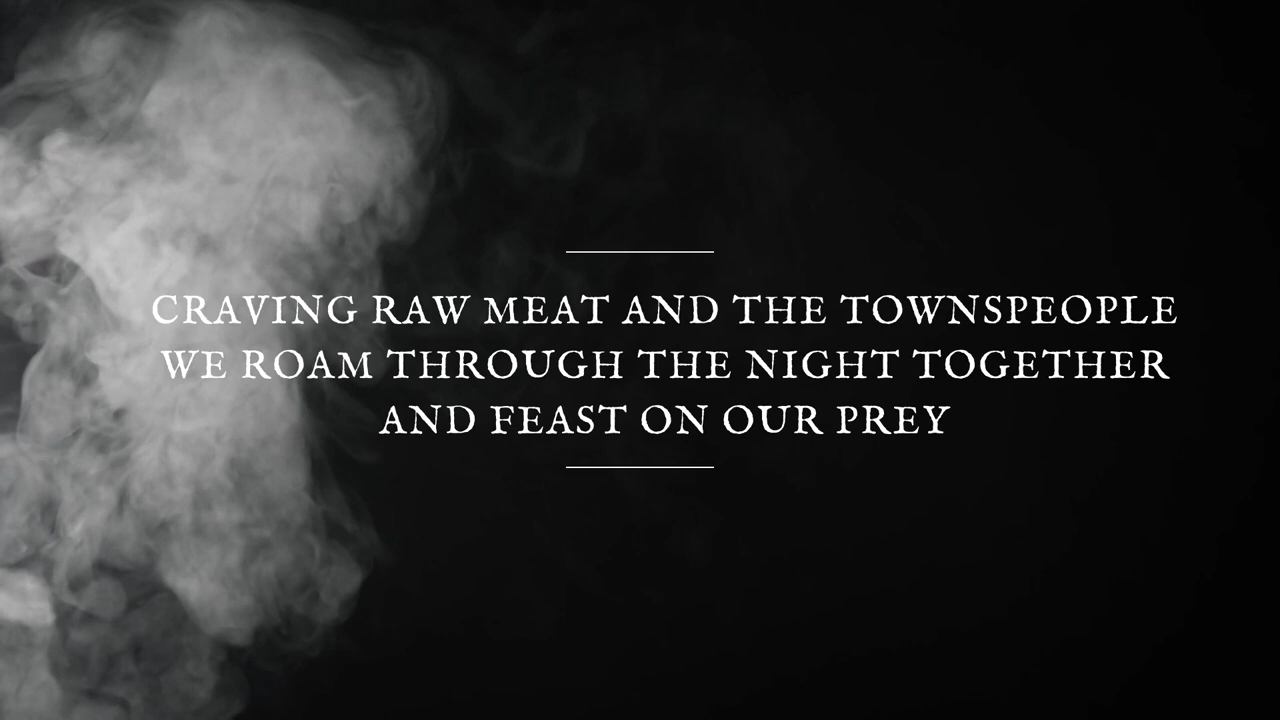 CRAVING RAW MEAT AND THE TOWNSPEOPLE
WE ROAM THROUGH THE NIGHT TOGETHER
AND FEAST ON OUR PREY